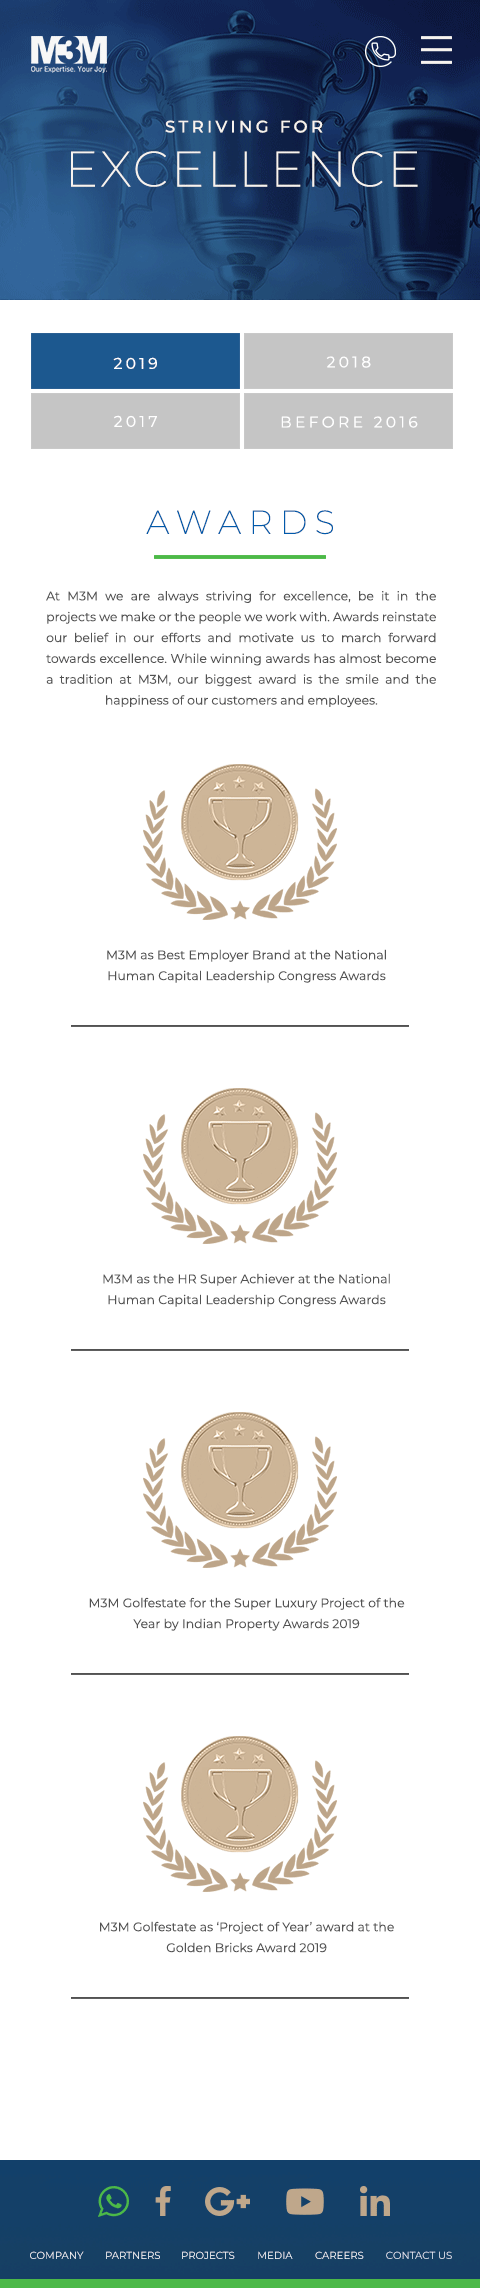 M3M
Our Expertise. Your Joy.
STRIVING FOR
EXCELLENCE
2019
2018
2017
BEFORE 2016
AWARDS
At M3M we are always striving for excellence, be it in the
projects we make or the people we work with. Awards reinstate
our belief in our efforts and motivate us to march forward
towards excellence. While winning awards has almost become
a tradition at M3M, our biggest award is the smile and the
happiness of our customers and employees.
M3M as Best Employer Brand at the National
Human Capital Leadership Congress Awards
M3M as the HR Super Achiever at the National
Human Capital Leadership Congress Awards
M3M Golfestate for the Super Luxury Project of the
Year by Indian Property Awards 2019
M3M Golfestate as ‘Project of Year’ award at the
Golden Bricks Award 2019
COMPANY PARTNERS PROJECTS MEDIA CAREERS CONTACT US